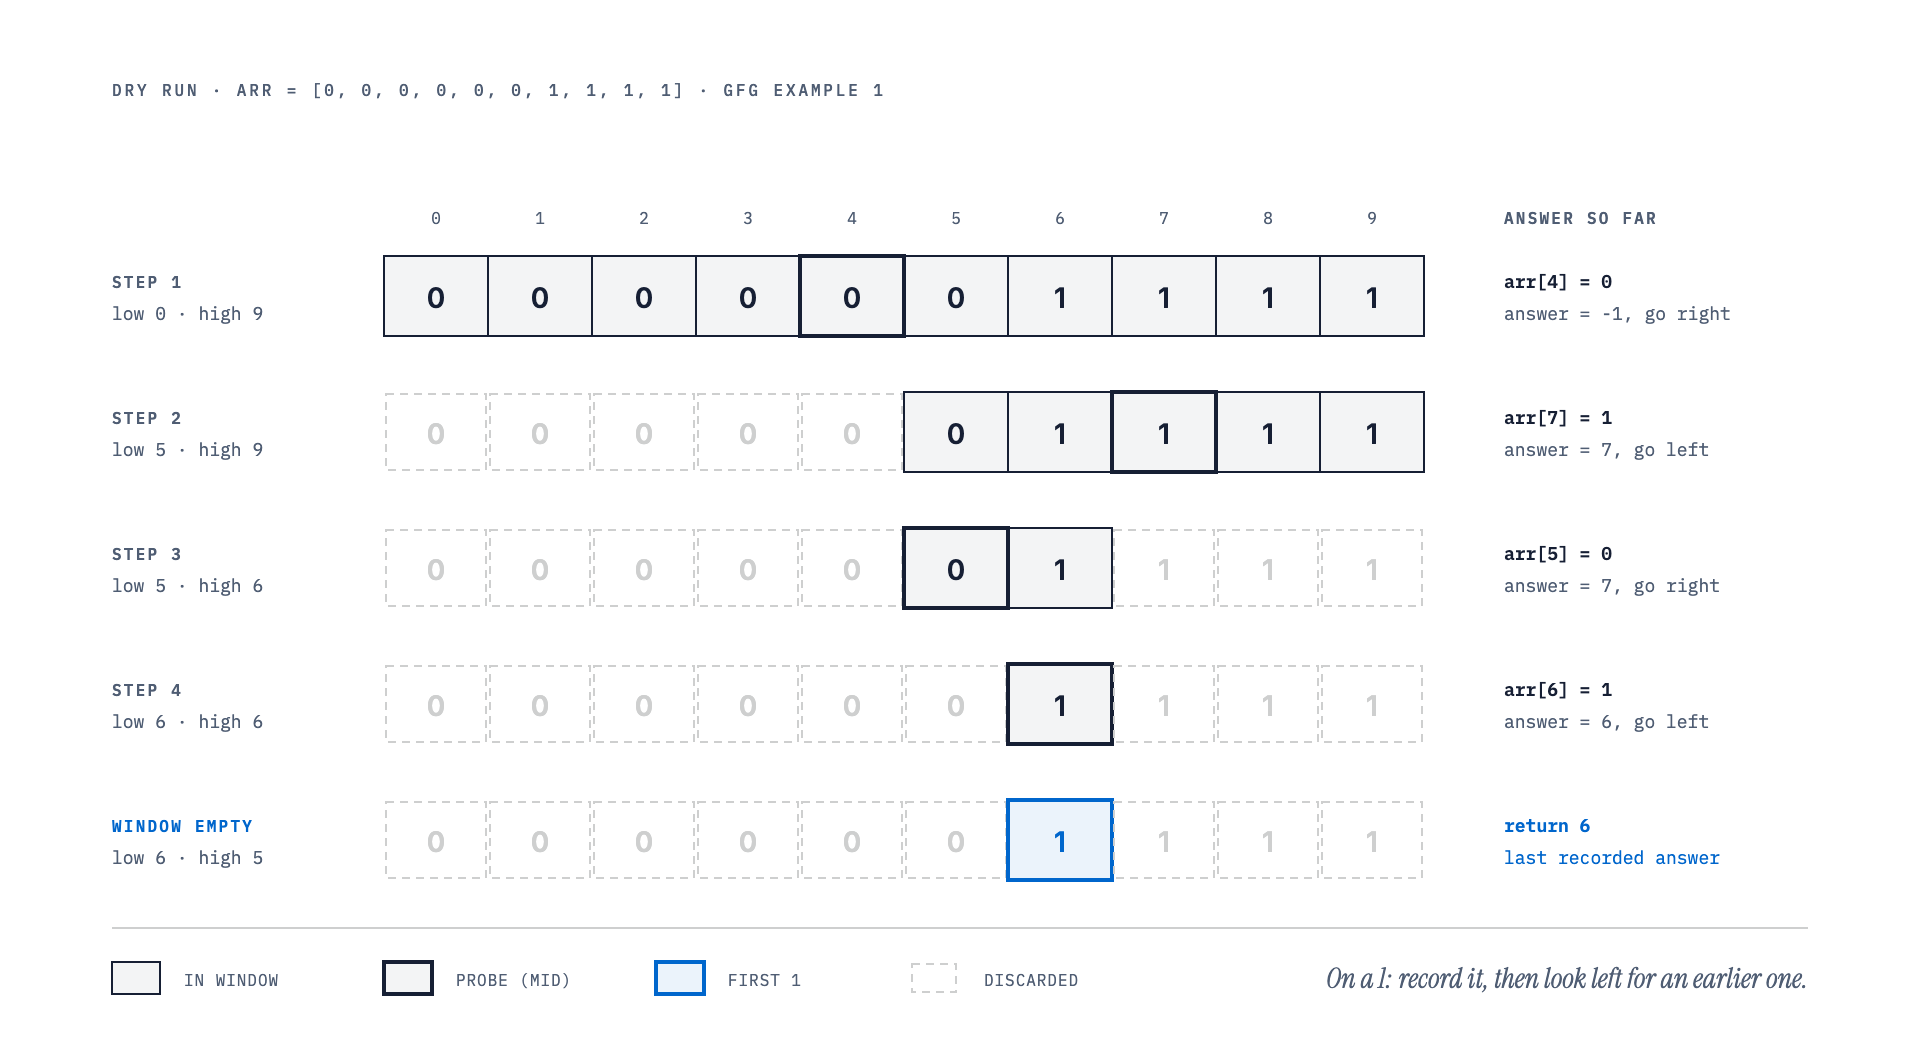 DRY RUN · ARR = [0, 0, 0, 0, 0, 0, 1, 1, 1, 1] · GFG EXAMPLE 1
0 1 2 3 4 5 6 7 8 9 ANSWER SO FAR
STEP 1
low 0 · high 9
0 0 0 0 0 0 1 1 1 1
arr[4] = 0
answer = -1, go right
STEP 2
low 5 · high 9
0 0 0 0 0 0 1 1 1 1
arr[7] = 1
answer = 7, go left
STEP 3
low 5 · high 6
0 0 0 0 0 0 1 1 1 1
arr[5] = 0
answer = 7, go right
STEP 4
low 6 · high 6
0 0 0 0 0 0 1 1 1 1
arr[6] = 1
answer = 6, go left
WINDOW EMPTY
low 6 · high 5
0 0 0 0 0 0 1 1 1 1
return 6
last recorded answer
IN WINDOW PROBE (MID) FIRST 1 DISCARDED On a 1: record it, then look left for an earlier one.